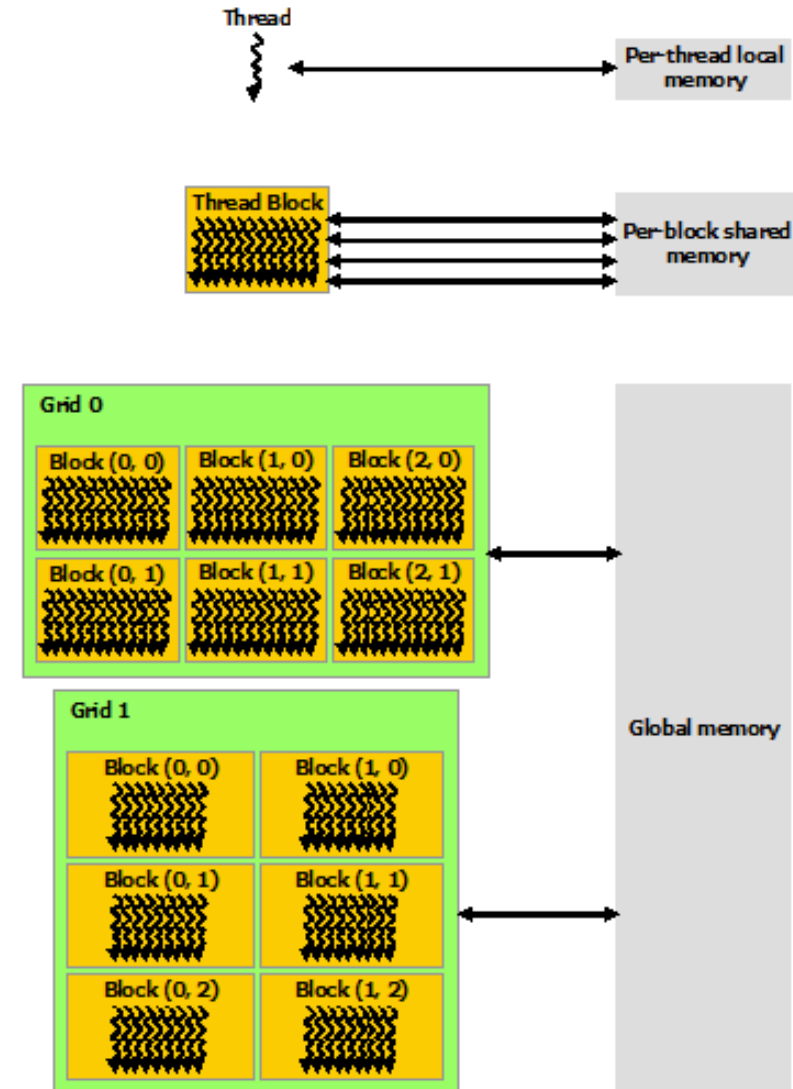 Thread
Per-thread local
memory
Thread Block
Per-block shared
memory
Grid 0
Block (0, 0)
Block (1, 0)
Block (2, 0)
Block (0, 1)
Block (1, 1)
Block (2, 1)
Grid 1
Global memory
Block (0, 0)
Block (1, 0)
Block (0, 1)
Block (1, 1)
Block (0, 2)
Block (1, 2)